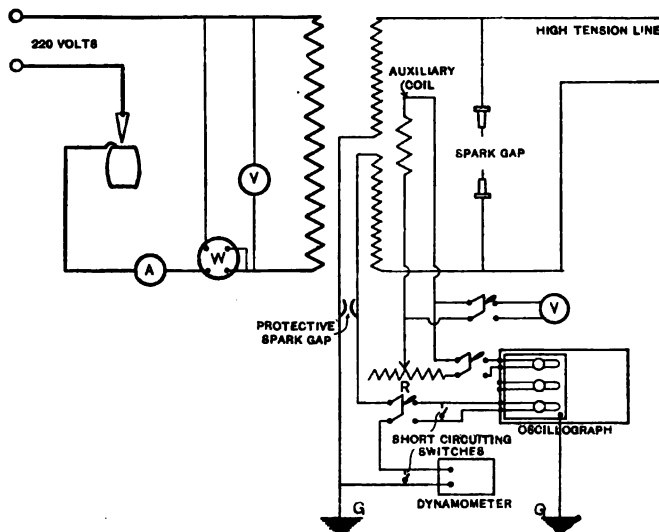 220 VOLTS
HIGH TENSION LINE
AUXILIARY
COIL
SPARK GAP
V
W
A
PROTECTIVE
SPARK GAP
V
R
OSCILLOGRAPH
SHORT CIRCUITING
SWITCHES
DYNAMOMETER
G
G